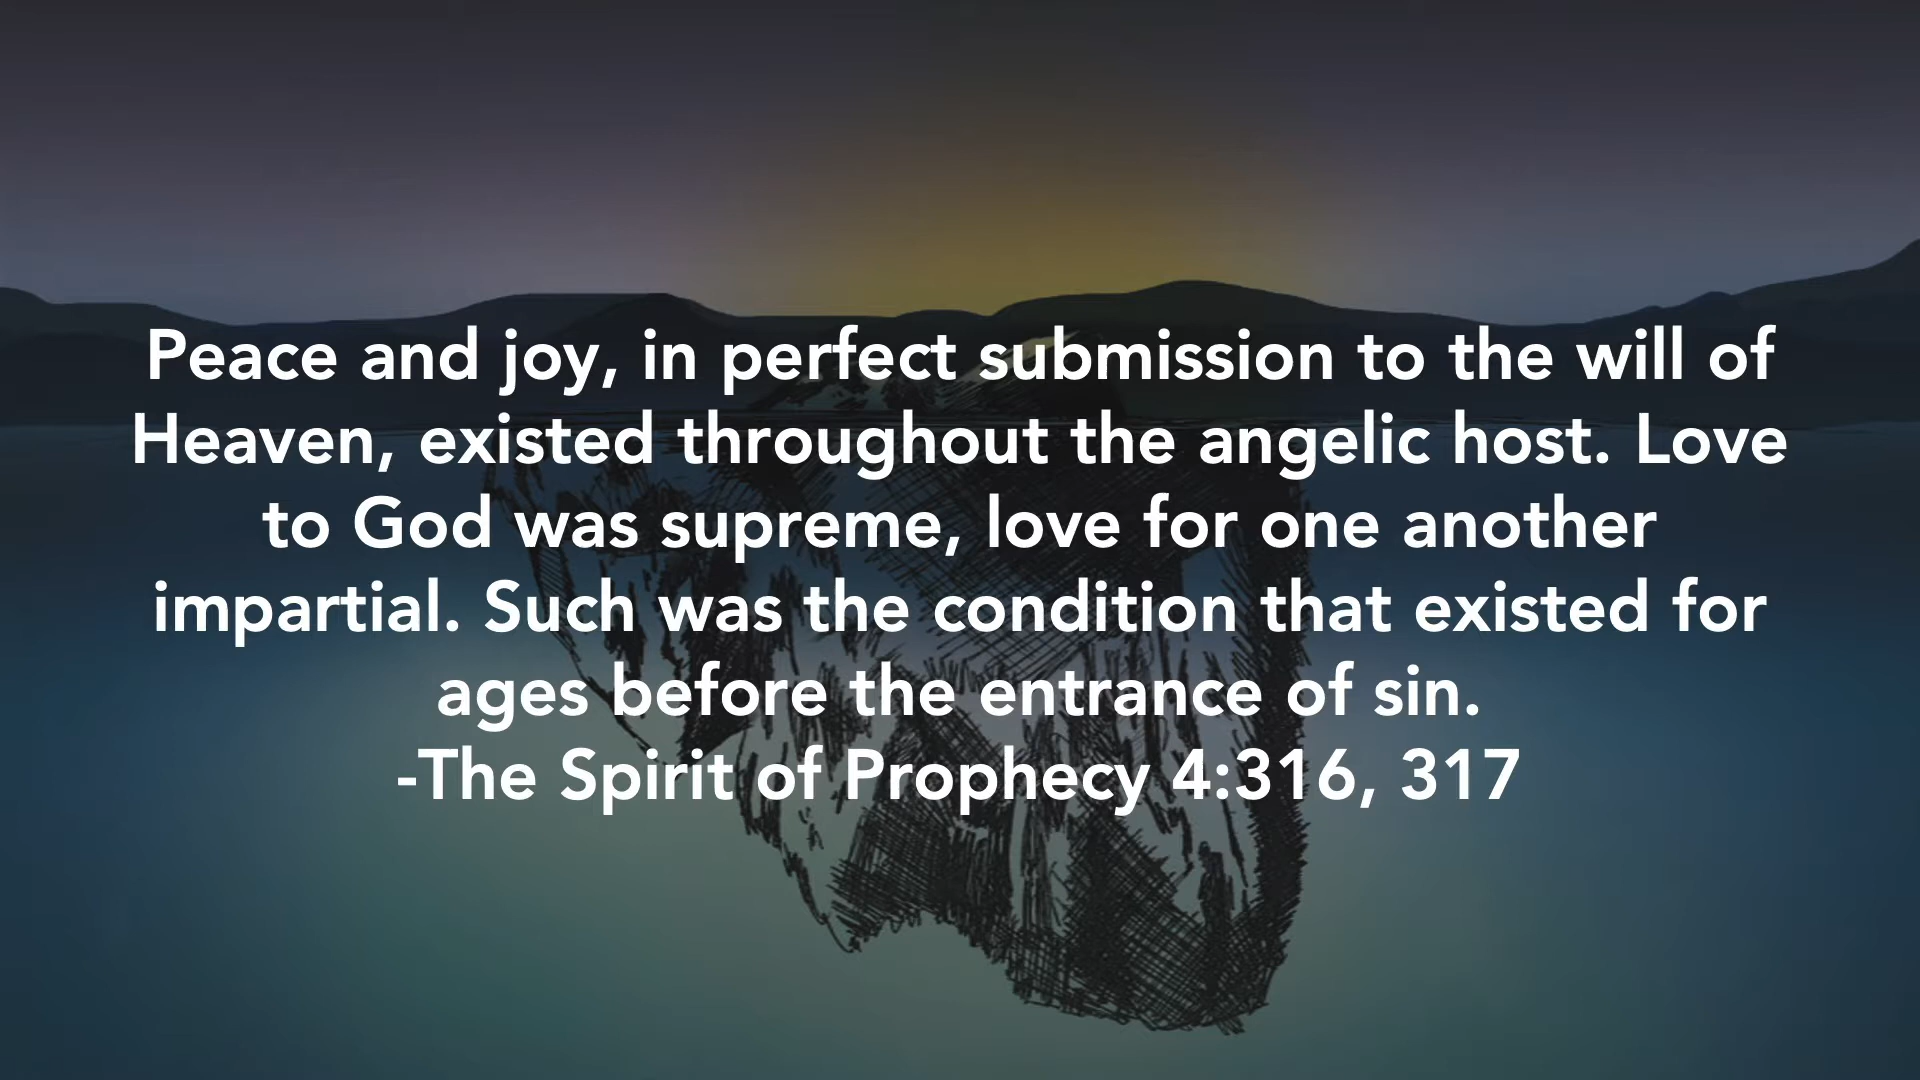 Peace and joy, in perfect submission to the will of
Heaven, existed throughout the angelic host. Love
to God was supreme, love for one another
impartial. Such was the condition that existed for
ages before the entrance of sin.
-The Spirit of Prophecy 4:316, 317